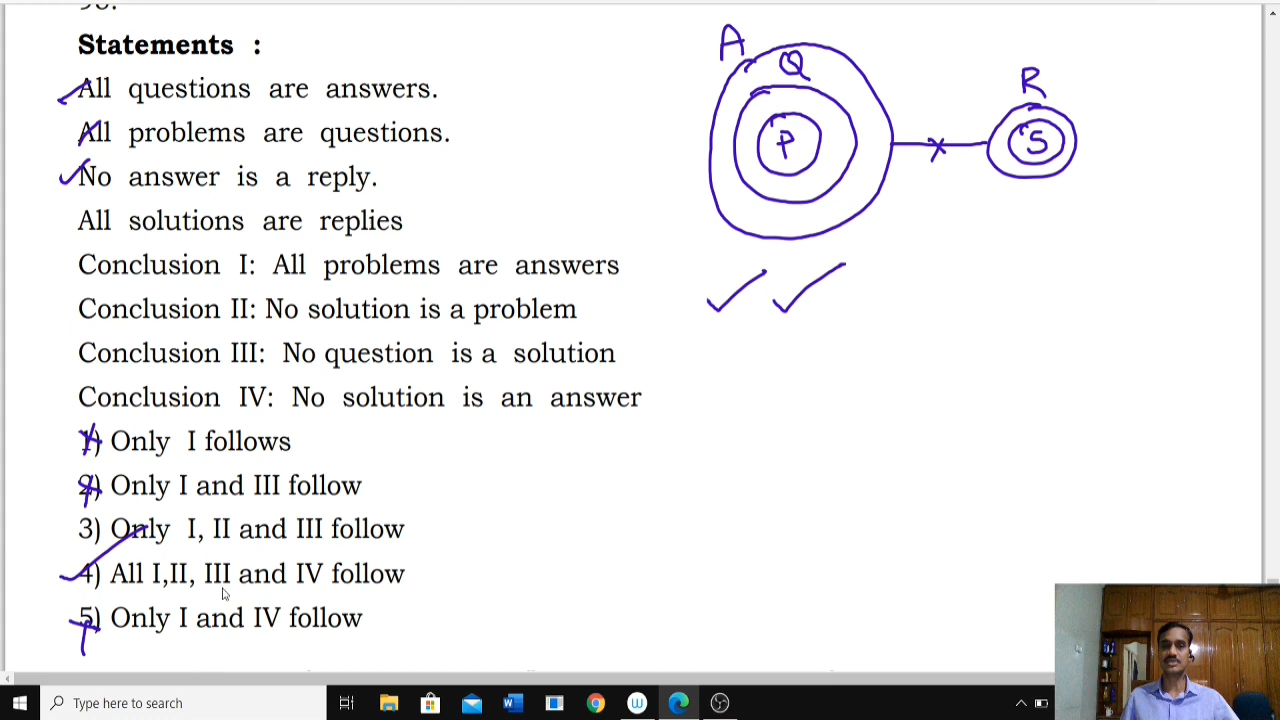 Statements :
All questions are answers.
All problems are questions.
No answer is a reply.
All solutions are replies
Conclusion I: All problems are answers
Conclusion II: No solution is a problem
Conclusion III: No question is a solution
Conclusion IV: No solution is an answer
1) Only I follows
2) Only I and III follow
3) Only I, II and III follow
4) All I,II, III and IV follow
5) Only I and IV follow
A
Q
P
R
S
Type here to search